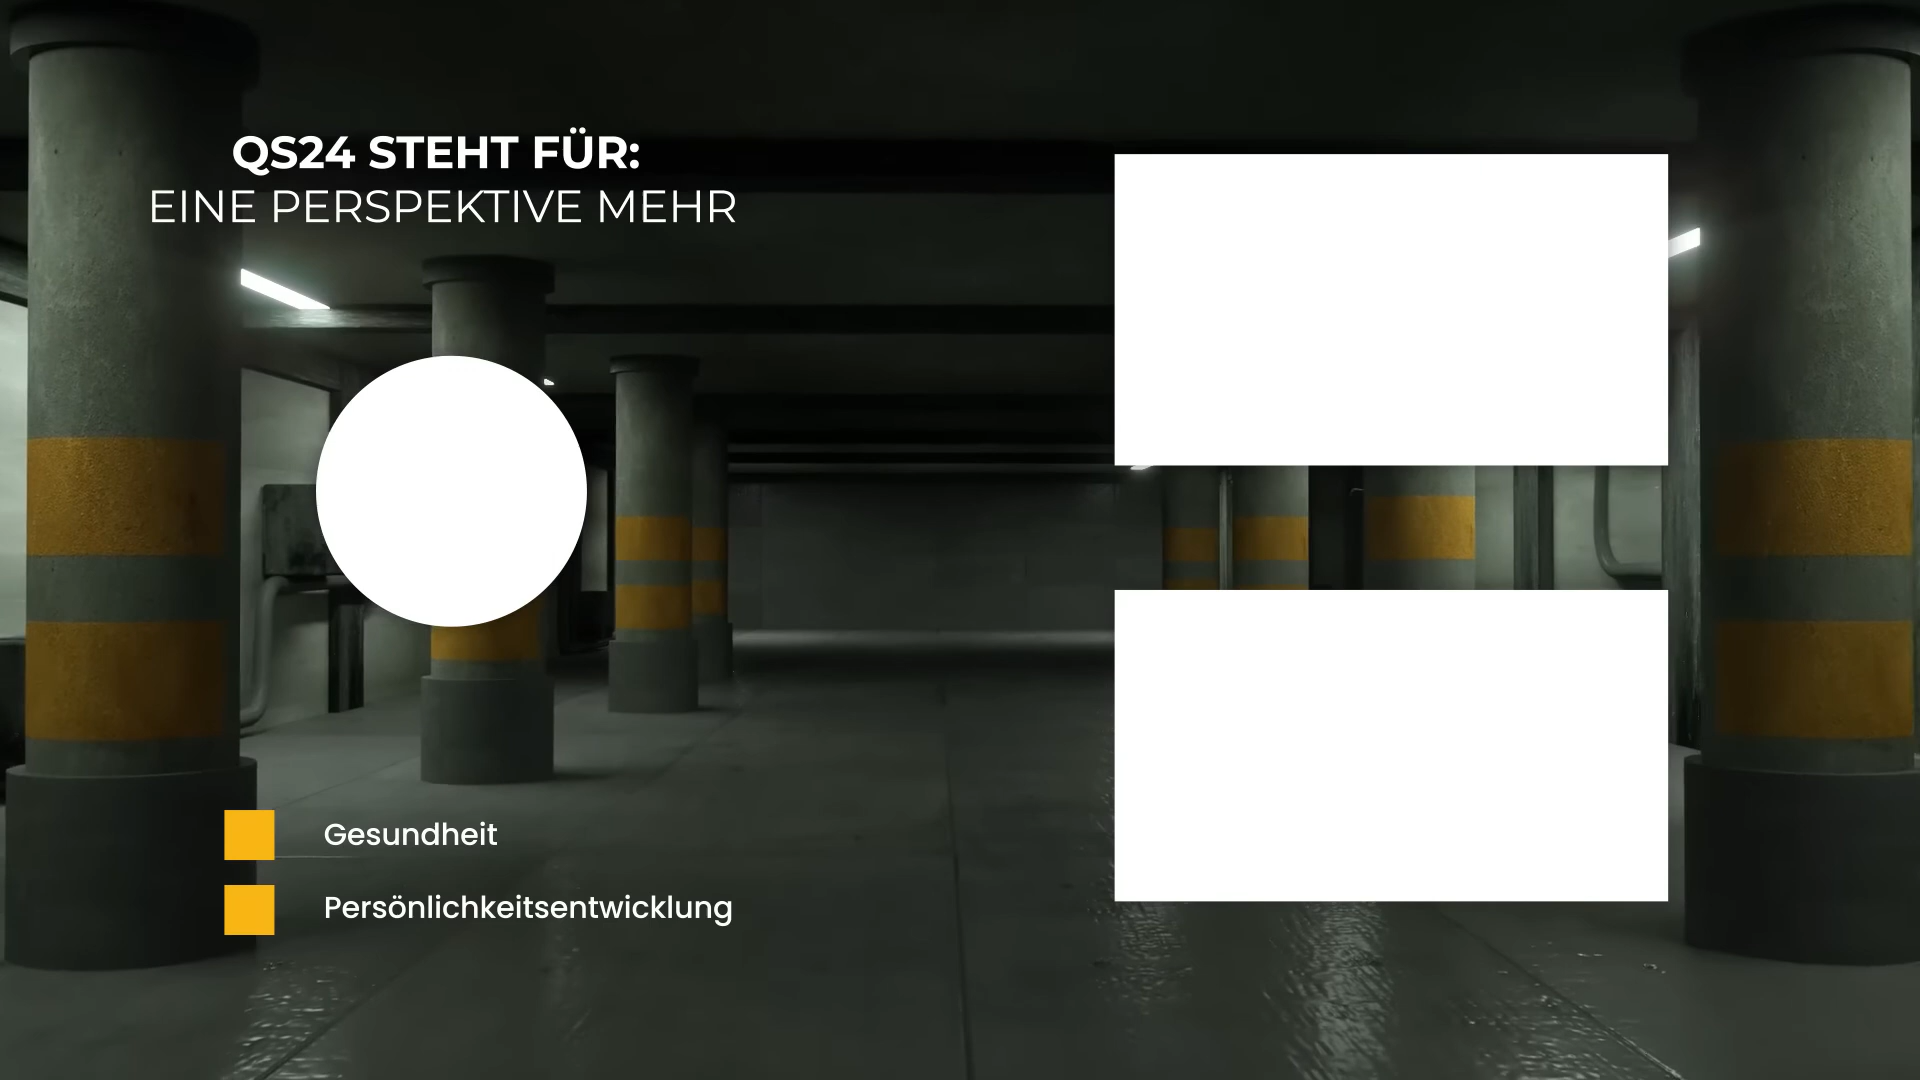 QS24 STEHT FÜR:
EINE PERSPEKTIVE MEHR
Gesundheit
Persönlichkeitsentwicklung